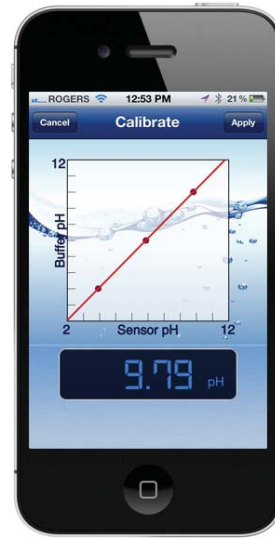 ROGERS 12:53 PM 21%
Cancel Calibrate Apply
12
Buffer pH
2 Sensor pH 12
9.79 pH